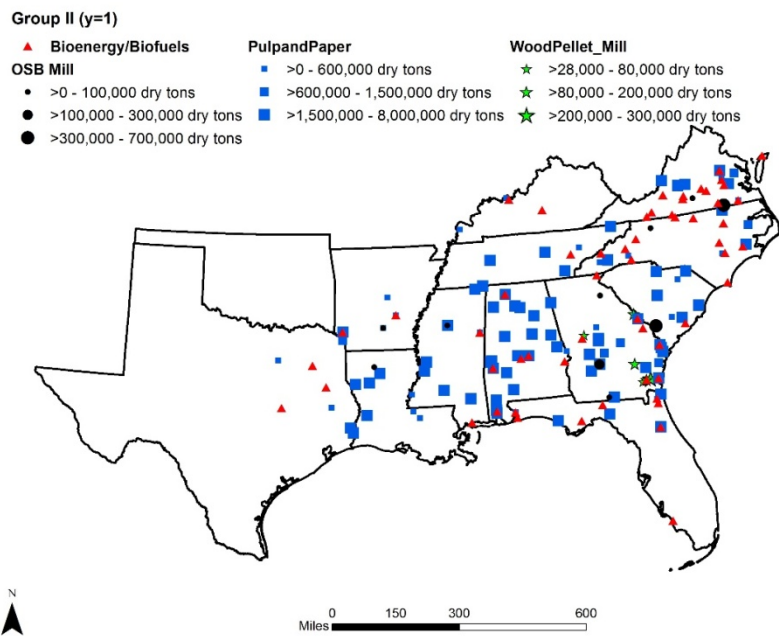 Group II (y=1)
Bioenergy/Biofuels
OSB Mill
>0 - 100,000 dry tons
>100,000 - 300,000 dry tons
>300,000 - 700,000 dry tons
PulpandPaper
>0 - 600,000 dry tons
>600,000 - 1,500,000 dry tons
>1,500,000 - 8,000,000 dry tons
WoodPellet_Mill
>28,000 - 80,000 dry tons
>80,000 - 200,000 dry tons
>200,000 - 300,000 dry tons
N
0 150 300 600
Miles